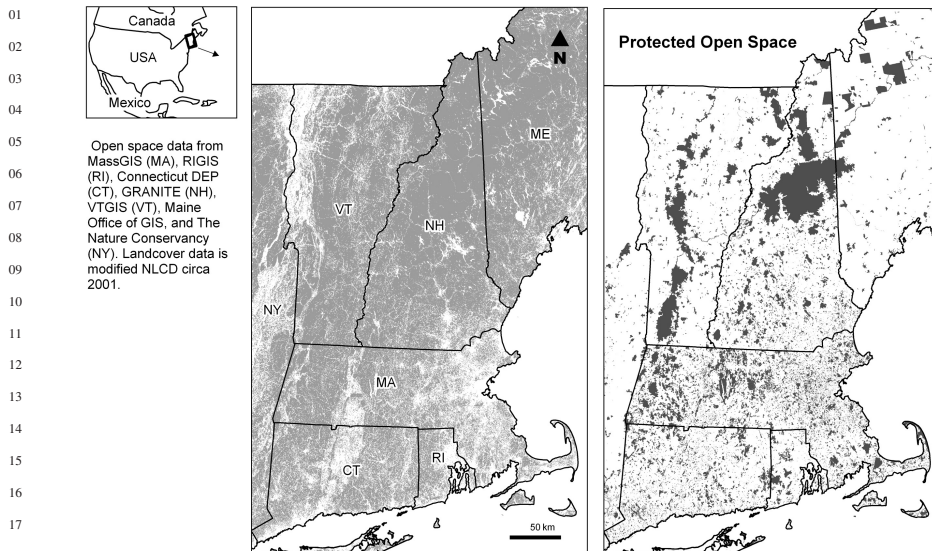 01
02
03
04
05
06
07
08
09
10
11
12
13
14
15
16
17
Canada
USA
Mexico
Open space data from
MassGIS (MA), RIGIS
(RI), Connecticut DEP
(CT), GRANITE (NH),
VTGIS (VT), Maine
Office of GIS, and The
Nature Conservancy
(NY). Landcover data is
modified NLCD circa
2001.
N
ME
VT
NH
NY
MA
CT
RI
50 km
Protected Open Space